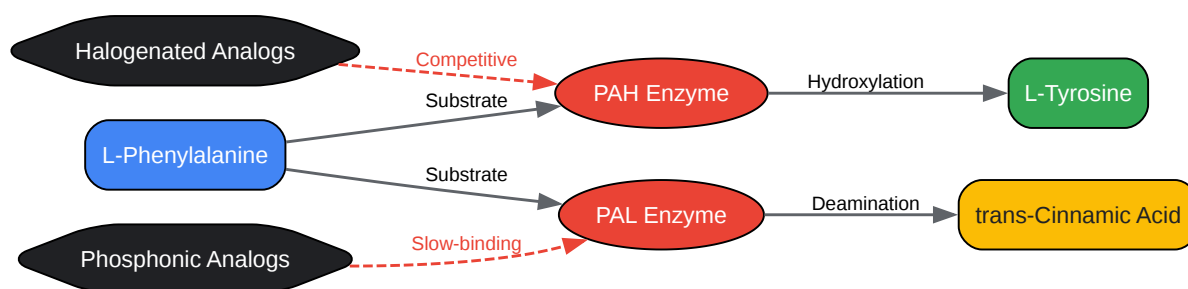 Halogenated Analogs
Competitive
PAH Enzyme
Hydroxylation
L-Tyrosine
Substrate
L-Phenylalanine
Substrate
PAL Enzyme
Deamination
trans-Cinnamic Acid
Slow-binding
Phosphonic Analogs